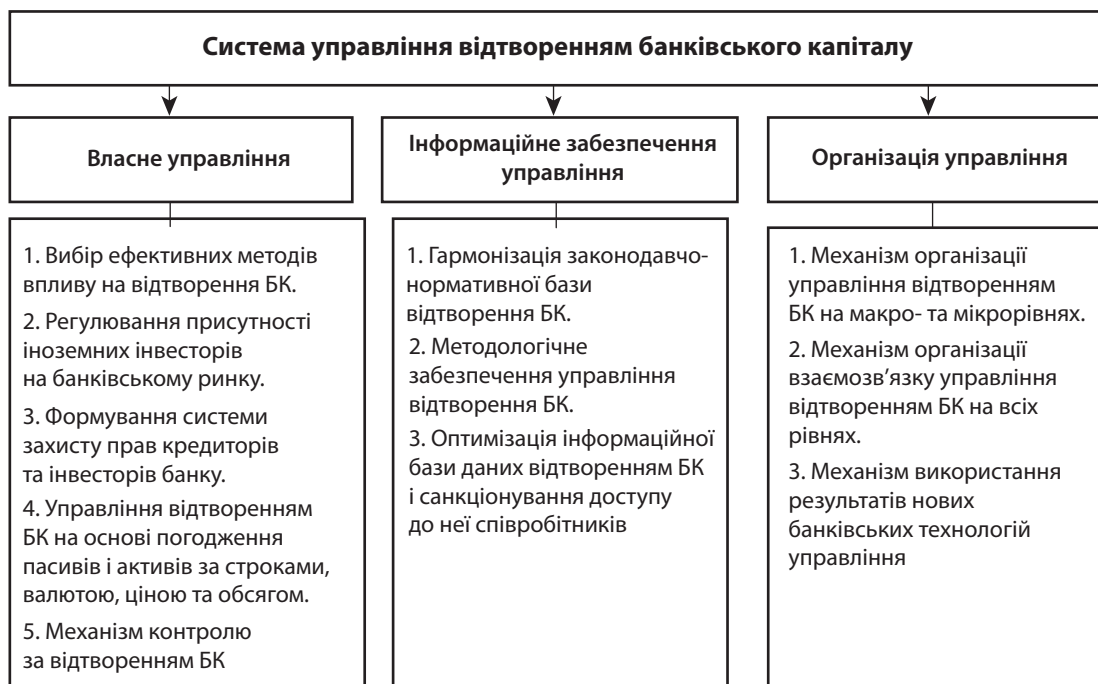 Система управління відтворенням банківського капіталу
Власне управління
1. Вибір ефективних методів
впливу на відтворення БК.
2. Регулювання присутності
іноземних інвесторів
на банківському ринку.
3. Формування системи
захисту прав кредиторів
та інвесторів банку.
4. Управління відтворенням
БК на основі погодження
пасивів і активів за строками,
валютою, ціною та обсягом.
5. Механізм контролю
за відтворенням БК
Інформаційне забезпечення
управління
1. Гармонізація законодавчо-
нормативної бази
відтворення БК.
2. Методологічне
забезпечення управління
відтворення БК.
3. Оптимізація інформаційної
бази даних відтворенням БК
і санкціонування доступу
до неї співробітників
Організація управління
1. Механізм організації
управління відтворенням
БК на макро- та мікрорівнях.
2. Механізм організації
взаємозв’язку управління
відтворенням БК на всіх
рівнях.
3. Механізм використання
результатів нових
банківських технологій
управління